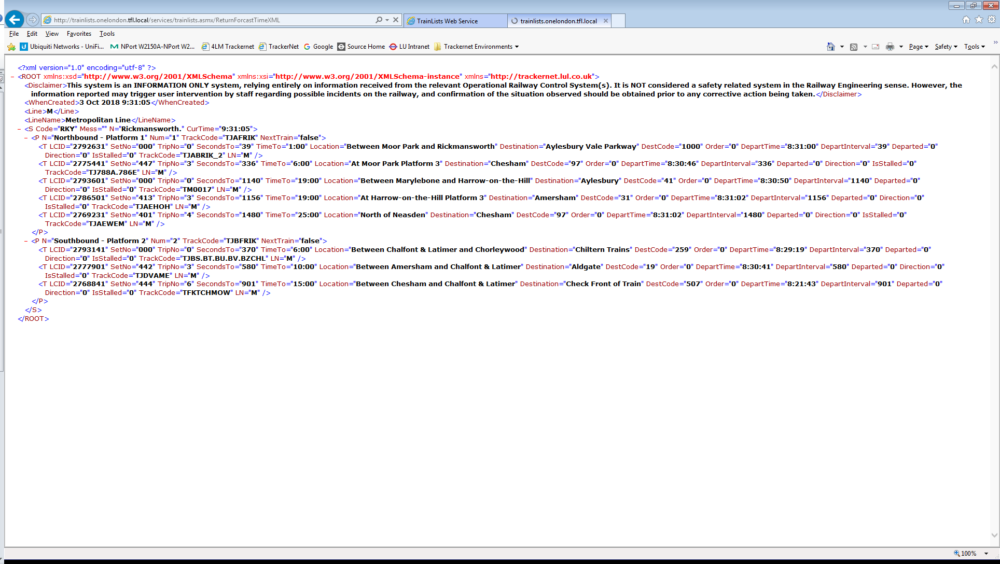 http://trainlists.onelondon.tfl.local/services/trainlists.asmx/ReturnForcastTimeXML
TrainLists Web Service
trainlists.onelondon.tfl.local
File Edit View Favorites Tools
Ubiquiti Networks - UniFi... NPort W2150A-NPort W2... 4LM Trackernet TrackerNet Google Source Home LU Intranet Trackernet Environments Page Safety Tools
<?xml version="1.0" encoding="utf-8" ?>
- <ROOT xmlns:xsd="http://www.w3.org/2001/XMLSchema" xmlns:xsi="http://www.w3.org/2001/XMLSchema-instance" xmlns="http://trackernet.lul.co.uk">
<Disclaimer>This system is an INFORMATION ONLY system, relying entirely on information received from the relevant Operational Railway Control System(s). It is NOT considered a safety related system in the Railway Engineering sense. However, the
information reported may trigger user intervention by staff regarding possible incidents on the railway, and confirmation of the situation observed should be obtained prior to any corrective action being taken.</Disclaimer>
<WhenCreated>3 Oct 2018 9:31:05</WhenCreated>
<Line>M</Line>
<LineName>Metropolitan Line</LineName>
- <S Code="RKY" Mess="" N="Rickmansworth." CurTime="9:31:05">
- <P N="Northbound - Platform 1" Num="1" TrackCode="TJAFRIK" NextTrain="false">
<T LCID="2792631" SetNo="000" TripNo="0" SecondsTo="39" TimeTo="1:00" Location="Between Moor Park and Rickmansworth" Destination="Aylesbury Vale Parkway" DestCode="1000" Order="0" DepartTime="8:31:00" DepartInterval="39" Departed="0"
Direction="0" IsStalled="0" TrackCode="TJABRIK_2" LN="M" />
<T LCID="2775441" SetNo="447" TripNo="3" SecondsTo="336" TimeTo="6:00" Location="At Moor Park Platform 3" Destination="Chesham" DestCode="97" Order="0" DepartTime="8:30:46" DepartInterval="336" Departed="0" Direction="0" IsStalled="0"
TrackCode="TJ788A.786E" LN="M" />
<T LCID="2793601" SetNo="000" TripNo="0" SecondsTo="1140" TimeTo="19:00" Location="Between Marylebone and Harrow-on-the-Hill" Destination="Aylesbury" DestCode="41" Order="0" DepartTime="8:30:50" DepartInterval="1140" Departed="0"
Direction="0" IsStalled="0" TrackCode="TM0017" LN="M" />
<T LCID="2786501" SetNo="413" TripNo="3" SecondsTo="1156" TimeTo="19:00" Location="At Harrow-on-the-Hill Platform 3" Destination="Amersham" DestCode="31" Order="0" DepartTime="8:31:02" DepartInterval="1156" Departed="0" Direction="0"
IsStalled="0" TrackCode="TJAEHOH" LN="M" />
<T LCID="2769231" SetNo="401" TripNo="4" SecondsTo="1480" TimeTo="25:00" Location="North of Neasden" Destination="Chesham" DestCode="97" Order="0" DepartTime="8:31:02" DepartInterval="1480" Departed="0" Direction="0" IsStalled="0"
TrackCode="TJAEWEM" LN="M" />
</P>
- <P N="Southbound - Platform 2" Num="2" TrackCode="TJBFRIK" NextTrain="false">
<T LCID="2793141" SetNo="000" TripNo="0" SecondsTo="370" TimeTo="6:00" Location="Between Chalfont & Latimer and Chorleywood" Destination="Chiltern Trains" DestCode="259" Order="0" DepartTime="8:29:19" DepartInterval="370" Departed="0"
Direction="0" IsStalled="0" TrackCode="TJBS.BT.BU.BV.BZCHL" LN="M" />
<T LCID="2777901" SetNo="442" TripNo="3" SecondsTo="580" TimeTo="10:00" Location="Between Amersham and Chalfont & Latimer" Destination="Aldgate" DestCode="19" Order="0" DepartTime="8:30:41" DepartInterval="580" Departed="0" Direction="0"
IsStalled="0" TrackCode="TJDVAME" LN="M" />
<T LCID="2768841" SetNo="444" TripNo="6" SecondsTo="901" TimeTo="15:00" Location="Between Chesham and Chalfont & Latimer" Destination="Check Front of Train" DestCode="507" Order="0" DepartTime="8:21:43" DepartInterval="901" Departed="0"
Direction="0" IsStalled="0" TrackCode="TFKTCHMOW" LN="M" />
</P>
</S>
</ROOT>
100%